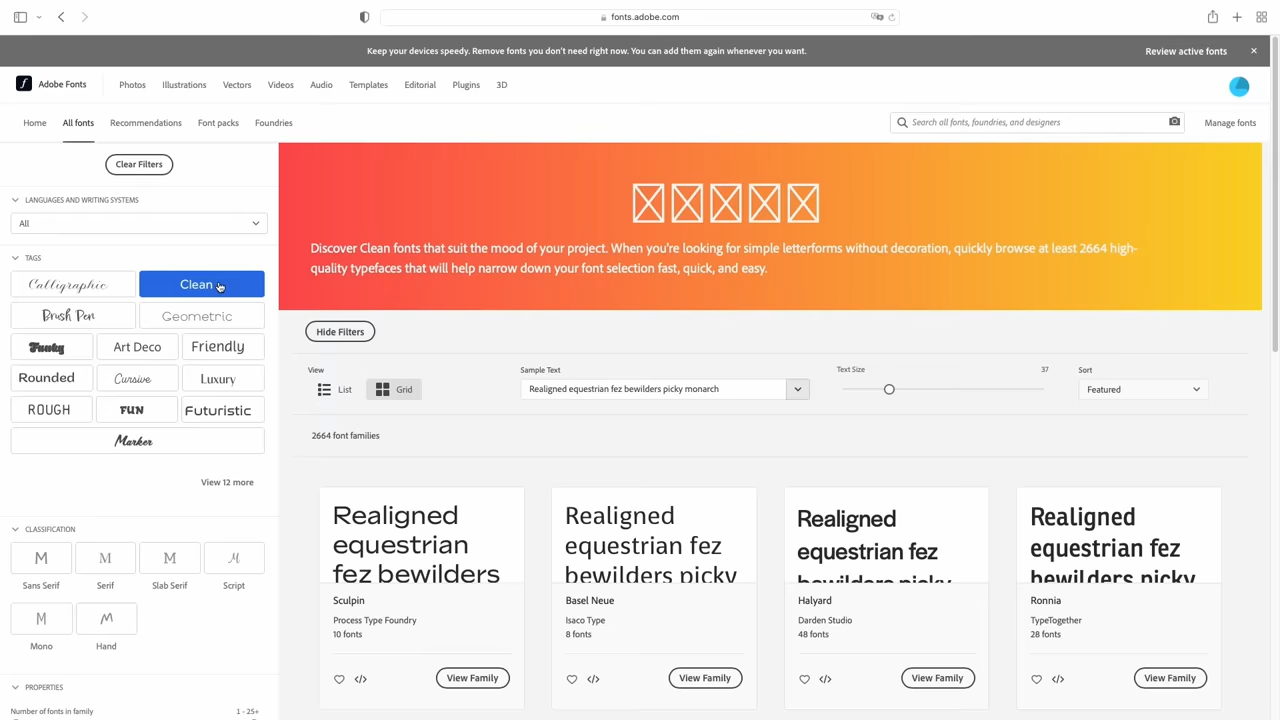 fonts.adobe.com
Keep your devices speedy. Remove fonts you don't need right now. You can add them again whenever you want.
Review active fonts
Adobe Fonts
Photos
Illustrations
Vectors
Videos
Audio
Templates
Editorial
Plugins
3D
Home
All fonts
Recommendations
Font packs
Foundries
Search all fonts, foundries, and designers
Manage fonts
Clear Filters
LANGUAGES AND WRITING SYSTEMS
All
TAGS
Calligraphic
Clean
Brush Pen
Geometric
Funky
Art Deco
Friendly
Rounded
Cursive
Luxury
ROUGH
FUN
Futuristic
Marker
View 12 more
CLASSIFICATION
M
M
M
M
Sans Serif
Serif
Slab Serif
Script
M
M
Mono
Hand
PROPERTIES
Number of fonts in family
1 - 25+
Discover Clean fonts that suit the mood of your project. When you're looking for simple letterforms without decoration, quickly browse at least 2664 high-
quality typefaces that will help narrow down your font selection fast, quick, and easy.
Hide Filters
View
List
Grid
Sample Text
Realigned equestrian fez bewilders picky monarch
Text Size
37
Sort
Featured
2664 font families
Realigned
equestrian
fez bewilders
Sculpin
Process Type Foundry
10 fonts
View Family
Realigned
equestrian fez
bewilders picky
Basel Neue
Isaco Type
8 fonts
View Family
Realigned
equestrian fez
bewilders picky
Halyard
Darden Studio
48 fonts
View Family
Realigned
equestrian fez
bewilders picky
Ronnia
TypeTogether
28 fonts
View Family